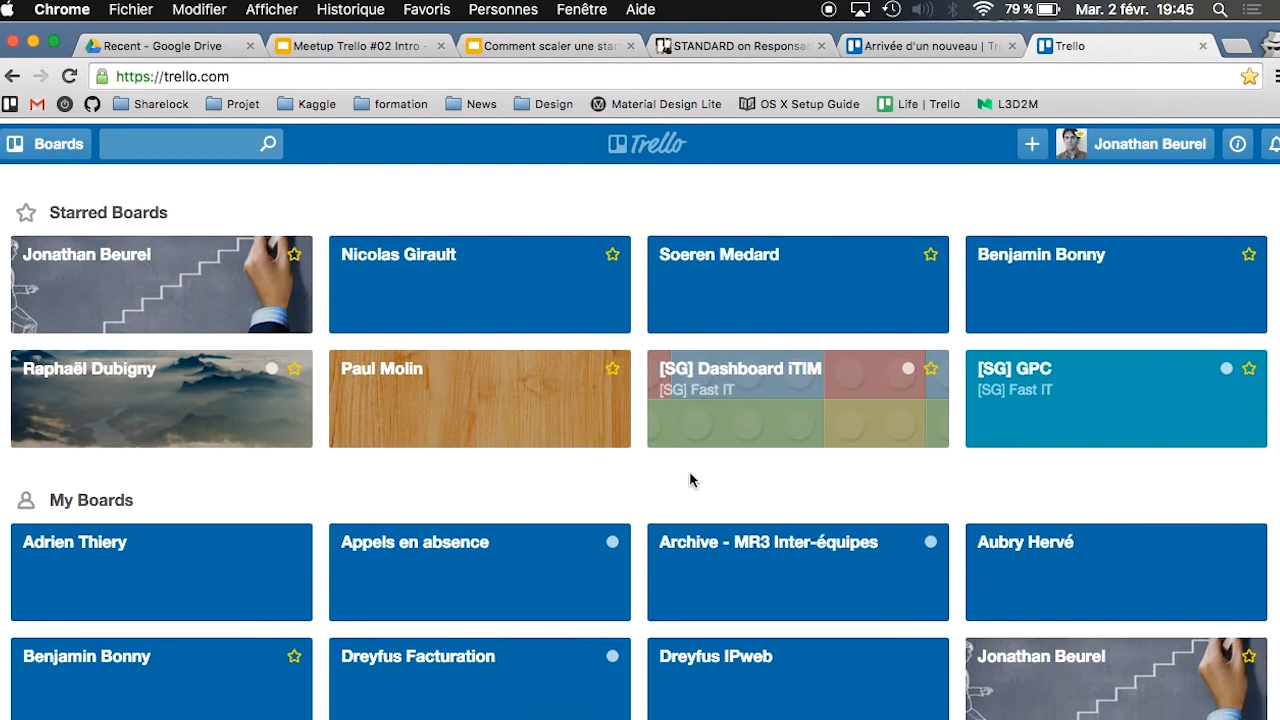 Chrome Fichier Modifier Afficher Historique Favoris Personnes Fenêtre Aide 79 % Mar. 2 févr. 19:45
Recent - Google Drive Meetup Trello #02 Intro - Comment scaler une star STANDARD on Responsa Arrivée d'un nouveau | Tr Trello
https://trello.com
Sharelock Projet Kaggle formation News Design Material Design Lite OS X Setup Guide Life | Trello L3D2M
Boards Trello Jonathan Beurel
Starred Boards
Jonathan Beurel Nicolas Girault Soeren Medard Benjamin Bonny
Raphaël Dubigny Paul Molin [SG] Dashboard iTIM [SG] GPC
[SG] Fast IT [SG] Fast IT
My Boards
Adrien Thiery Appels en absence Archive - MR3 Inter-équipes Aubry Hervé
Benjamin Bonny Dreyfus Facturation Dreyfus IPweb Jonathan Beurel